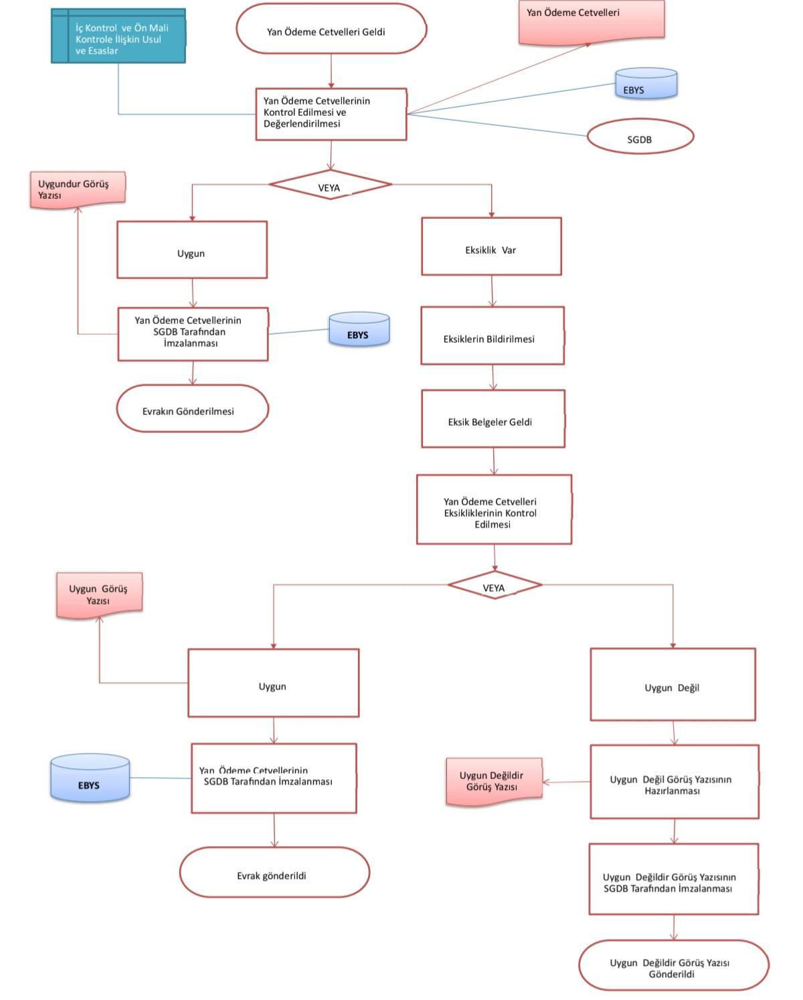 İç Kontrol ve Ön Mali
Kontrole İlişkin Usul
ve Esaslar
Yan Ödeme Cetvelleri Geldi
Yan Ödeme Cetvelleri
EBYS
SGDB
Yan Ödeme Cetvellerinin
Kontrol Edilmesi ve
Değerlendirilmesi
VEYA
Uygundur Görüş
Yazısı
Uygun
Eksiklik Var
Yan Ödeme Cetvellerinin
SGDB Tarafından
İmzalanması
EBYS
Eksiklerin Bildirilmesi
Evrakın Gönderilmesi
Eksik Belgeler Geldi
Yan Ödeme Cetvelleri
Eksikliklerinin Kontrol
Edilmesi
VEYA
Uygun Görüş
Yazısı
Uygun
Uygun Değil
Yan Ödeme Cetvellerinin
SGDB Tarafından İmzalanması
EBYS
Uygun Değildir
Görüş Yazısı
Uygun Değil Görüş Yazısının
Hazırlanması
Evrak gönderildi
Uygun Değildir Görüş Yazısının
SGDB Tarafından İmzalanması
Uygun Değildir Görüş Yazısı
Gönderildi